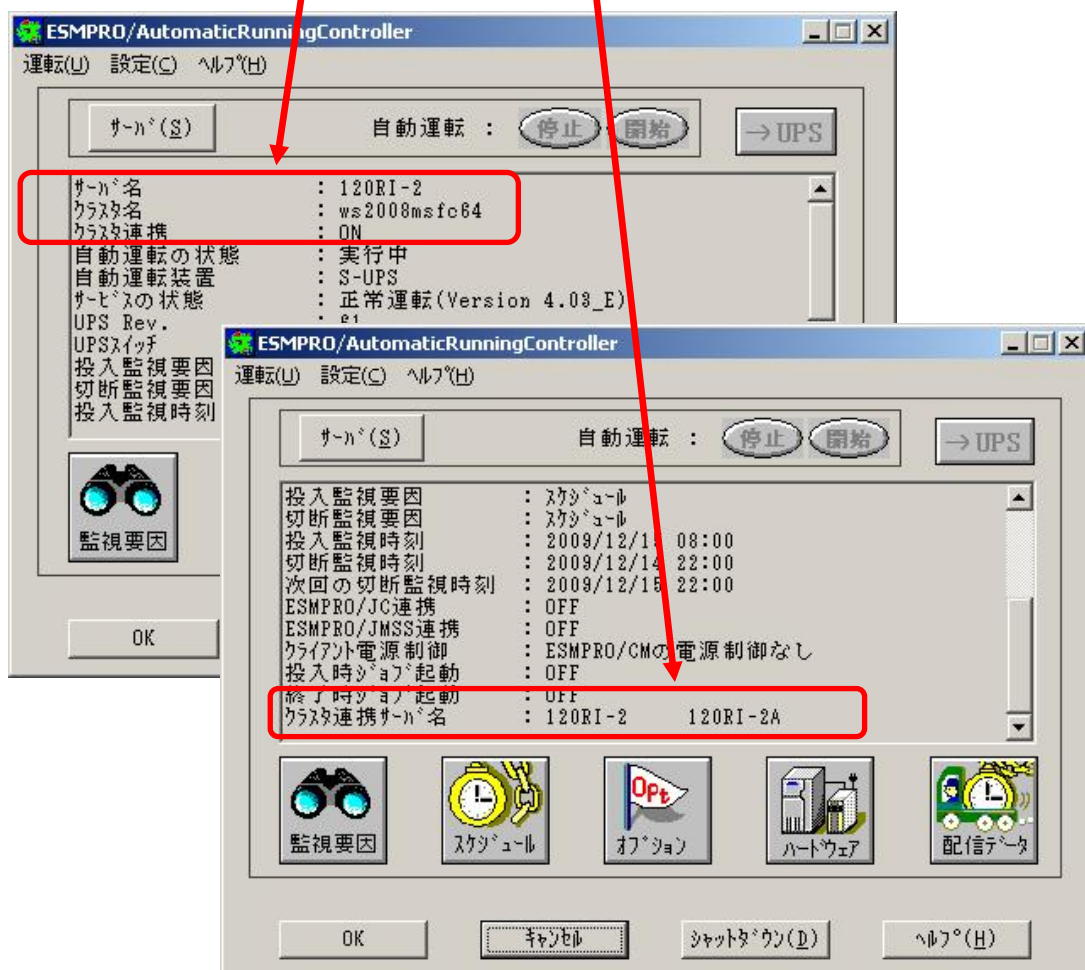 ESMPRO/AutomaticRunningController
運転(U) 設定(C) ﾍﾙﾌﾟ(H)
ｻｰﾊﾞ(S) 自動運転 : 停止 開始 →UPS
ｻｰﾊﾞ名 : 120RI-2
ｸﾗｽﾀ名 : ws2008msfc64
ｸﾗｽﾀ連携 : ON
自動運転の状態 : 実行中
自動運転装置 : S-UPS
ｻｰﾋﾞｽの状態 : 正常運転(Version 4.03_E)
UPS Rev. :
UPSｽｲｯﾁ
投入監視要因
切断監視要因
投入監視時刻
監視要因
OK
ESMPRO/AutomaticRunningController
運転(U) 設定(C) ﾍﾙﾌﾟ(H)
ｻｰﾊﾞ(S) 自動運転 : 停止 開始 →UPS
投入監視要因 : ｽｹｼﾞｭｰﾙ
切断監視要因 : ｽｹｼﾞｭｰﾙ
投入監視時刻 : 2009/12/15 08:00
切断監視時刻 : 2009/12/14 22:00
次回の切断監視時刻 : 2009/12/15 22:00
ESMPRO/JC連携 : OFF
ESMPRO/JMSS連携 : OFF
ｸﾗｲｱﾝﾄ電源制御 : ESMPRO/CMの電源制御なし
投入時ｼﾞｮﾌﾞ起動 : OFF
終了時ｼﾞｮﾌﾞ起動 : OFF
ｸﾗｽﾀ連携ｻｰﾊﾞ名 : 120RI-2 120RI-2A
監視要因 ｽｹｼﾞｭｰﾙ Opt ｵﾌﾟｼｮﾝ ﾊｰﾄﾞｳｪｱ 配信ﾃﾞｰﾀ
OK ｷｬﾝｾﾙ ｼｬｯﾄﾀﾞｳﾝ(D) ﾍﾙﾌﾟ(H)